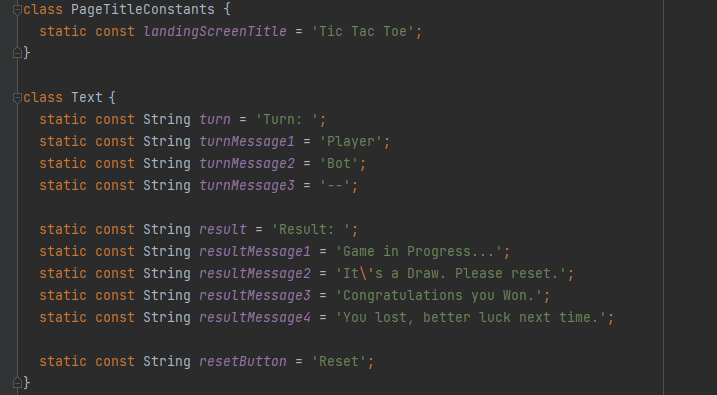 class PageTitleConstants {
  static const landingScreenTitle = 'Tic Tac Toe';
}

class Text {
  static const String turn = 'Turn: ';
  static const String turnMessage1 = 'Player';
  static const String turnMessage2 = 'Bot';
  static const String turnMessage3 = '--';

  static const String result = 'Result: ';
  static const String resultMessage1 = 'Game in Progress...';
  static const String resultMessage2 = 'It\'s a Draw. Please reset.';
  static const String resultMessage3 = 'Congratulations you Won.';
  static const String resultMessage4 = 'You lost, better luck next time.';

  static const String resetButton = 'Reset';
}